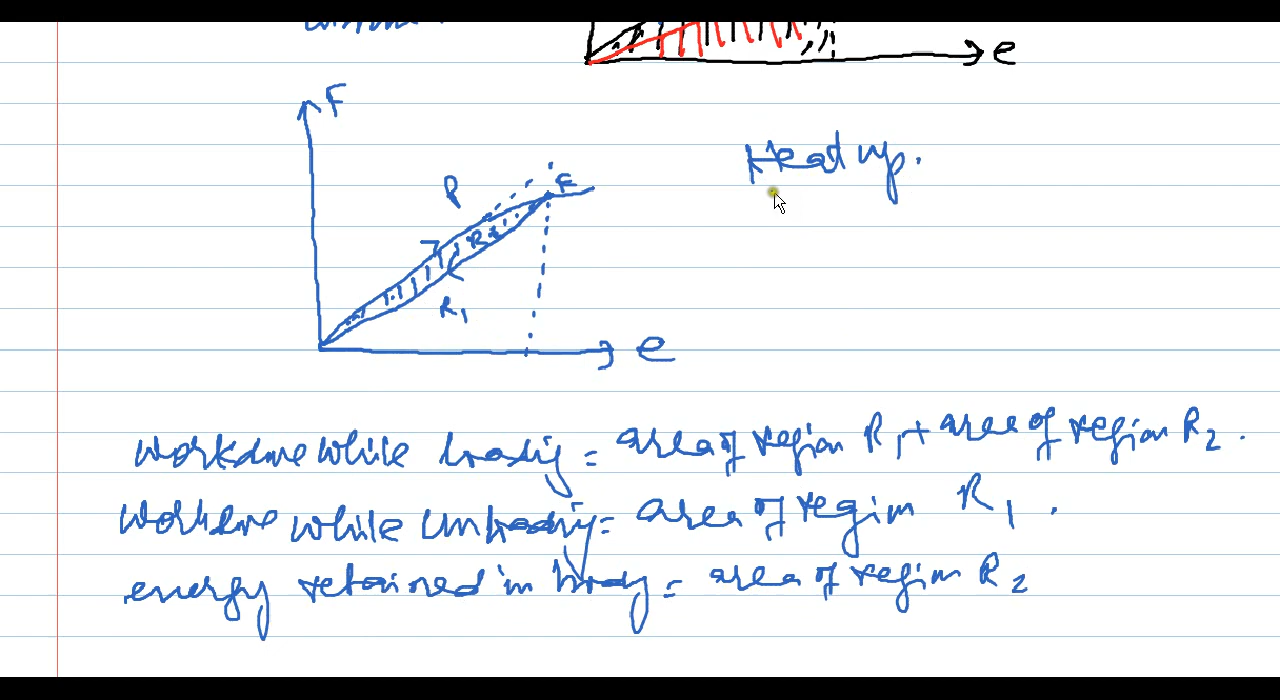 e
F
Heat up.
P
E
R2
R1
e
workdone while loading = area of region R1 + area of region R2.
workdone while unloading = area of region R1.
energy retained in body = area of region R2